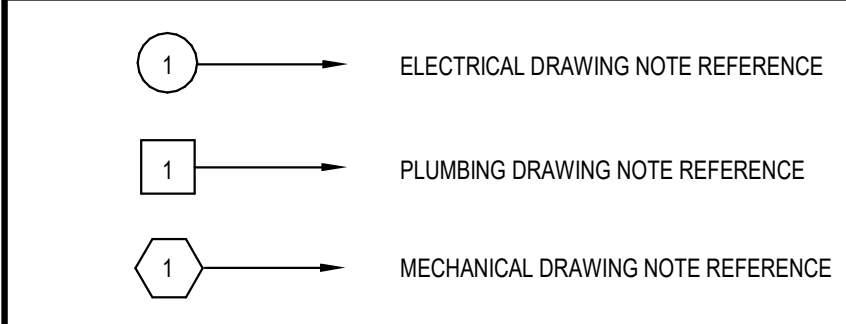 1 ELECTRICAL DRAWING NOTE REFERENCE
1 PLUMBING DRAWING NOTE REFERENCE
1 MECHANICAL DRAWING NOTE REFERENCE